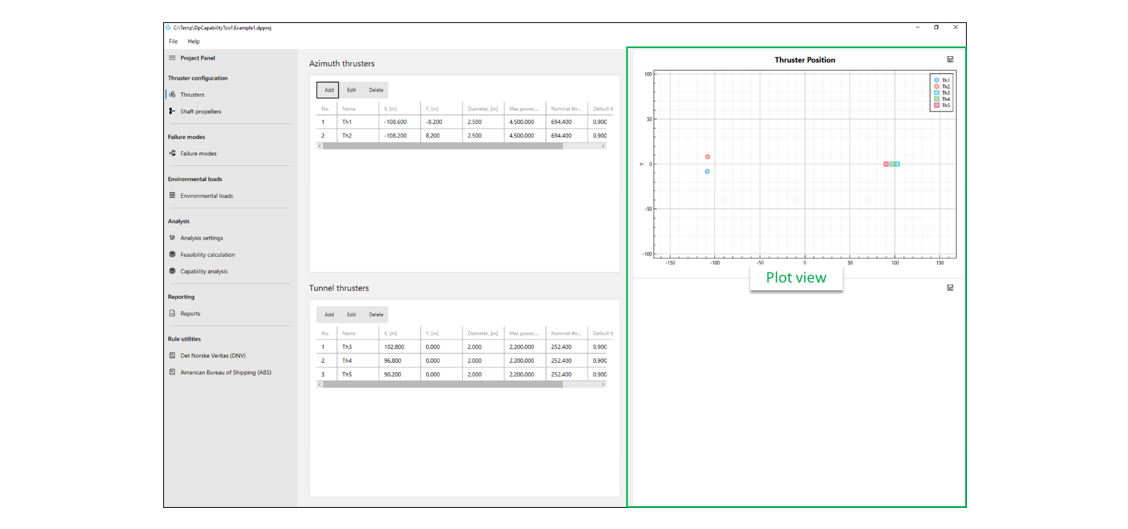 C:\Temp\DpCapabilityTool\Example1.dpproj
File Help
Project Panel
Thruster configuration
Thrusters
Shaft propellers
Failure modes
Failure modes
Environmental loads
Environmental loads
Analysis
Analysis settings
Feasibility calculation
Capability analysis
Reporting
Reports
Rule utilities
Det Norske Veritas (DNV)
American Bureau of Shipping (ABS)
Azimuth thrusters
Add Edit Delete
No. Name X, [m] Y, [m] Diameter, [m] Max power,... Nominal thr... Default t
1 Th1 -108.600 -8.200 2.500 4,500.000 694.400 0.900
2 Th2 -108.200 8.200 2.500 4,500.000 694.400 0.900
Tunnel thrusters
Add Edit Delete
No. Name X, [m] Y, [m] Diameter, [m] Max power,... Nominal thr... Default t
1 Th3 102.800 0.000 2.000 2,200.000 252.400 0.900
2 Th4 96.800 0.000 2.000 2,200.000 252.400 0.900
3 Th5 90.200 0.000 2.000 2,200.000 252.400 0.900
Thruster Position
100
50
0
-50
-100
Y
-150 -100 -50 0 50 100 150
Th1
Th2
Th3
Th4
Th5
Plot view